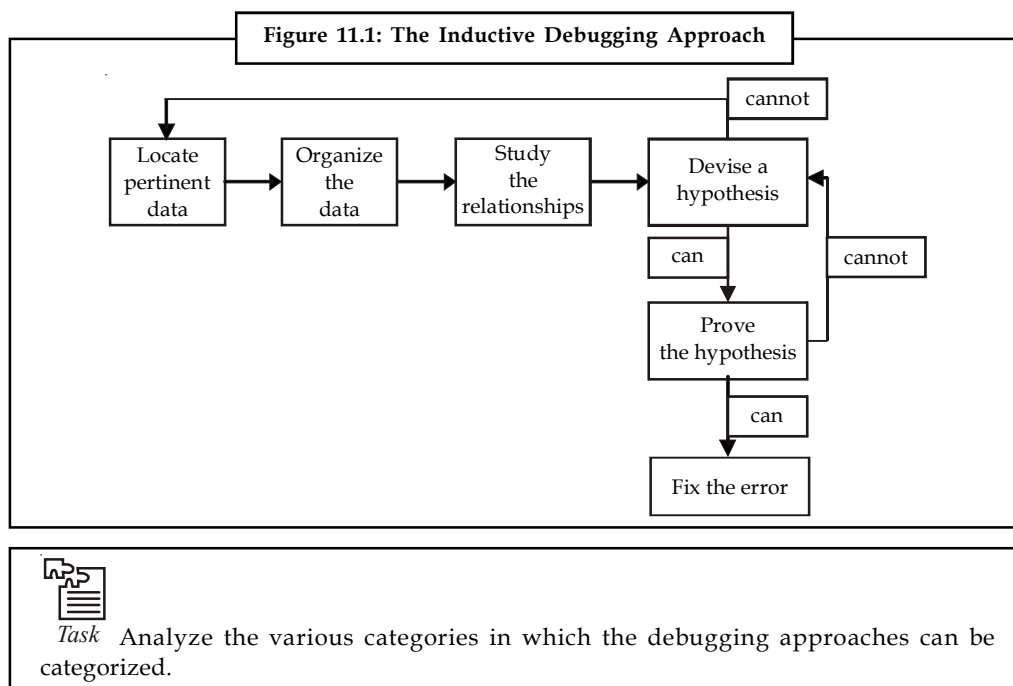 Figure 11.1: The Inductive Debugging Approach
cannot
Locate
pertinent
data
Organize
the
data
Study
the
relationships
Devise a
hypothesis
can
cannot
Prove
the hypothesis
can
Fix the error
Task Analyze the various categories in which the debugging approaches can be
categorized.